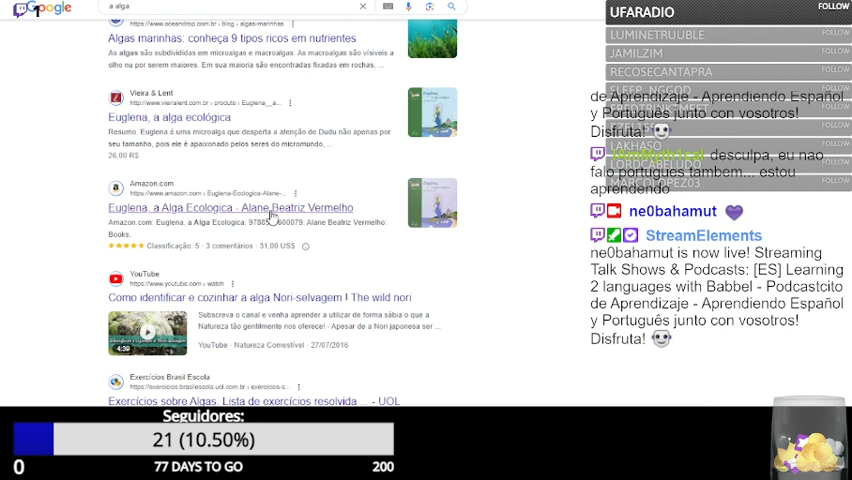 Google
a alga
https://www.oceandrop.com.br › blog › algas-marinhas
Algas marinhas: conheça 9 tipos ricos em nutrientes
As algas são subdivididas em microalgas e macroalgas. As macroalgas são visíveis a
olho nu por serem maiores. Em sua maioria são encontradas fixadas em rochas, ...
Vieira & Lent
http://www.vieiralent.com.br › produto › Euglena__a...
Euglena, a alga ecológica
Resumo. Euglena é uma microalga que desperta a atenção de Dudu não apenas por
seu tamanho, pois ele é apaixonado pelos seres do micromundo, ...
26,00 R$
Amazon.com
https://www.amazon.com › Euglena-Ecologica-Alane-...
Euglena, a Alga Ecologica - Alane Beatriz Vermelho
Amazon.com: Euglena, a Alga Ecologica: Alane Beatriz Vermelho:
Books.
Classificação: 5 · 3 comentários · 31,00 US$
YouTube
https://www.youtube.com › watch
Como identificar e cozinhar a alga Nori-selvagem | The wild nori
Subscreva o canal e venha aprender a utilizar de forma sábia o que a
Natureza tão gentilmente nos oferece! - Apesar de a Nori japonesa ser ...
4:39
YouTube · Natureza Comestível · 27/07/2016
Exercícios Brasil Escola
https://exercicios.brasilescola.uol.com.br › exercicios-s...
Exercícios sobre Algas. Lista de exercícios resolvida ... - UOL
UFARADIO FOLLOW
LUMINETRUUBLE FOLLOW
JAMILZIM FOLLOW
RECOSECANTAPRA FOLLOW
FOLLOW
de Aprendizaje - Aprendiendo Español
y Português junto con vosotros!
FOLLOW
Disfruta!
FOLLOW
LAKHASO FOLLOW
IAmMyth1cal desculpa, eu nao
LORDCABELUDO FOLLOW
falo portugues tambem... estou
MARCOLOPEZ03 FOLLOW
aprendendo
ne0bahamut
StreamElements
ne0bahamut is now live! Streaming
Talk Shows & Podcasts: [ES] Learning
2 languages with Babbel - Podcastcito
de Aprendizaje - Aprendiendo Español
y Português junto con vosotros!
Disfruta!
Seguidores:
21 (10.50%)
0 77 DAYS TO GO 200